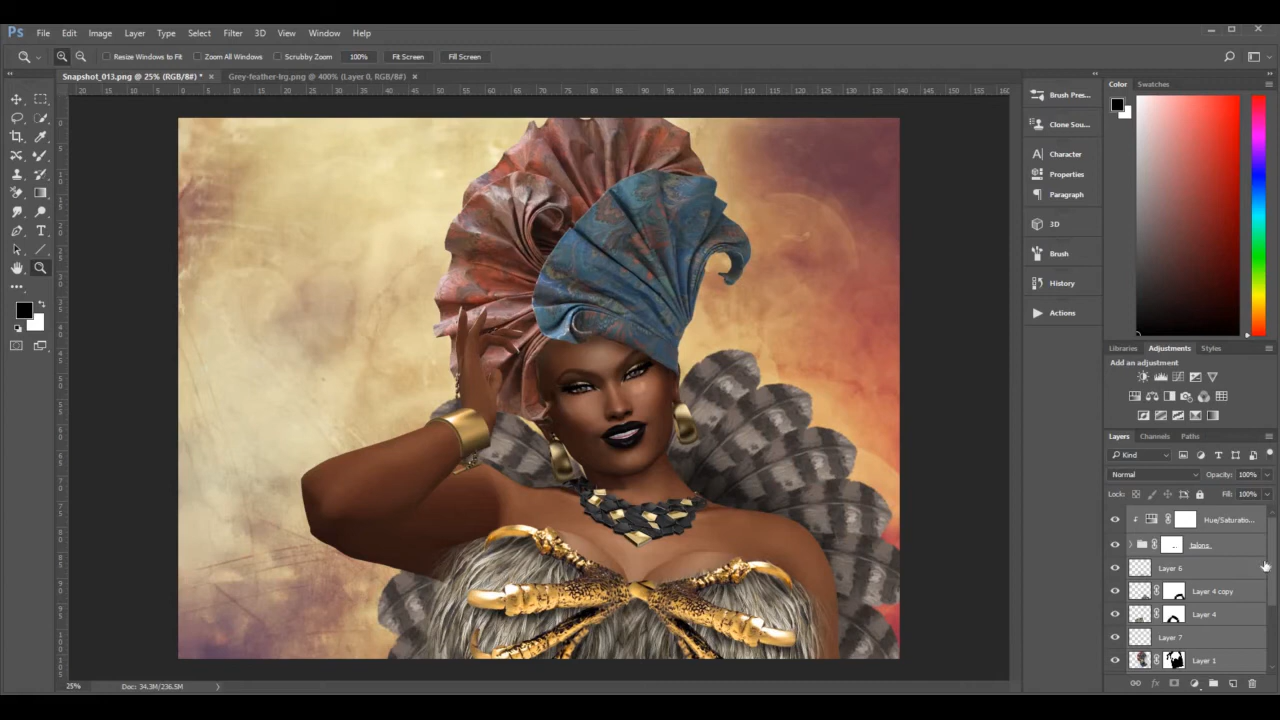 Ps File Edit Image Layer Type Select Filter 3D View Window Help
Resize Windows to Fit Zoom All Windows Scrubby Zoom 100% Fit Screen Fill Screen
Snapshot_013.png @ 25% (RGB/8#) * × Grey-feather-lrg.png @ 400% (Layer 0, RGB/8#) ×
Color Swatches
Brush Pres...
Clone Sou...
Character
Properties
Paragraph
3D
Brush
History
Actions
Libraries Adjustments Styles
Add an adjustment
Layers Channels Paths
Kind
Normal Opacity: 100%
Lock: Fill: 100%
Hue/Saturatio...
talons
Layer 6
Layer 4 copy
Layer 4
Layer 7
Layer 1
25% Doc: 34.3M/236.5M